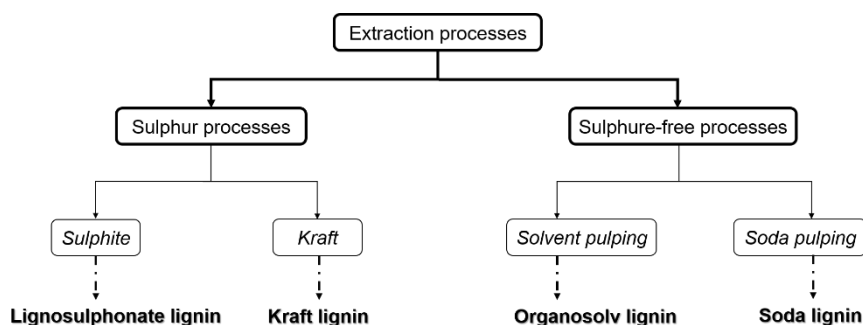 Extraction processes
Sulphur processes
Sulphure-free processes
Sulphite
Kraft
Solvent pulping
Soda pulping
Lignosulphonate lignin
Kraft lignin
Organosolv lignin
Soda lignin